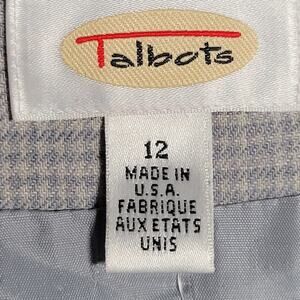 Talbots
12
MADE IN
U.S.A.
FABRIQUE
AUX ETATS
UNIS